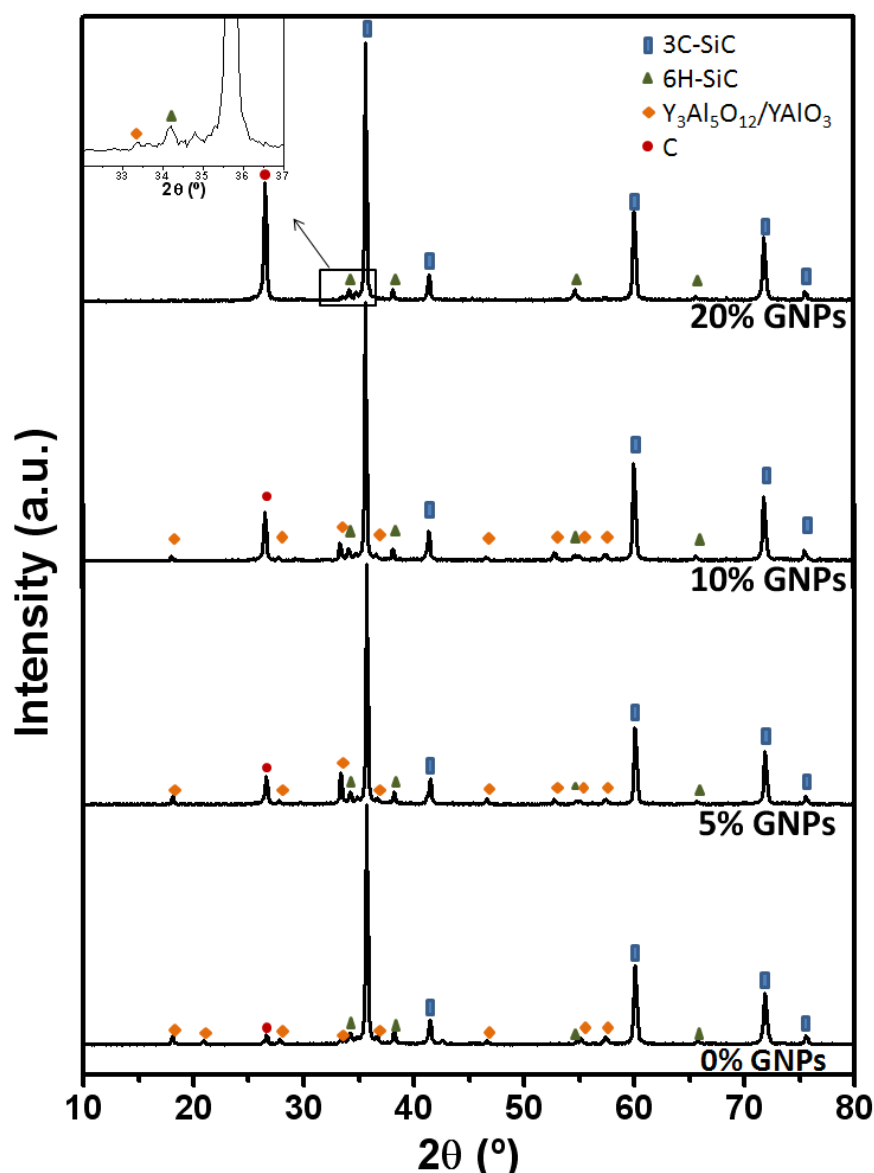 3C-SiC
6H-SiC
Y₃Al₅O₁₂/YAlO₃
C
33 34 35 36 37
2θ (º)
20% GNPs
10% GNPs
5% GNPs
0% GNPs
Intensity (a.u.)
10 20 30 40 50 60 70 80
2θ (º)